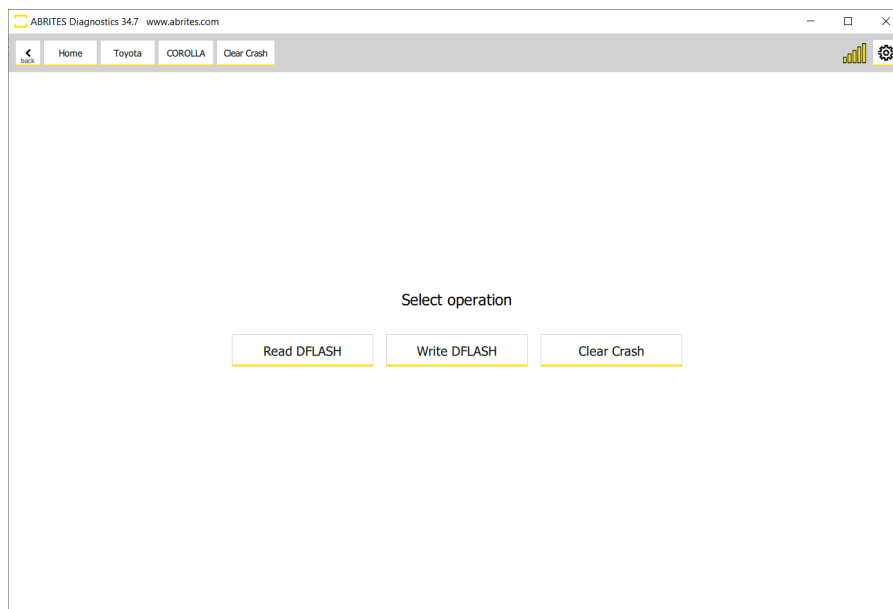 ABRITES Diagnostics 34.7 www.abrites.com
back Home Toyota COROLLA Clear Crash
Select operation
Read DFLASH Write DFLASH Clear Crash